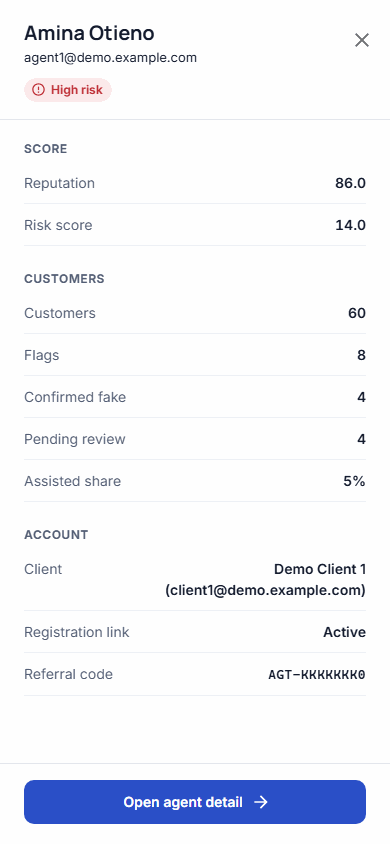 Amina Otieno
agent1@demo.example.com
High risk
SCORE
Reputation 86.0
Risk score 14.0
CUSTOMERS
Customers 60
Flags 8
Confirmed fake 4
Pending review 4
Assisted share 5%
ACCOUNT
Client Demo Client 1
(client1@demo.example.com)
Registration link Active
Referral code AGT-KKKKKKK0
Open agent detail →